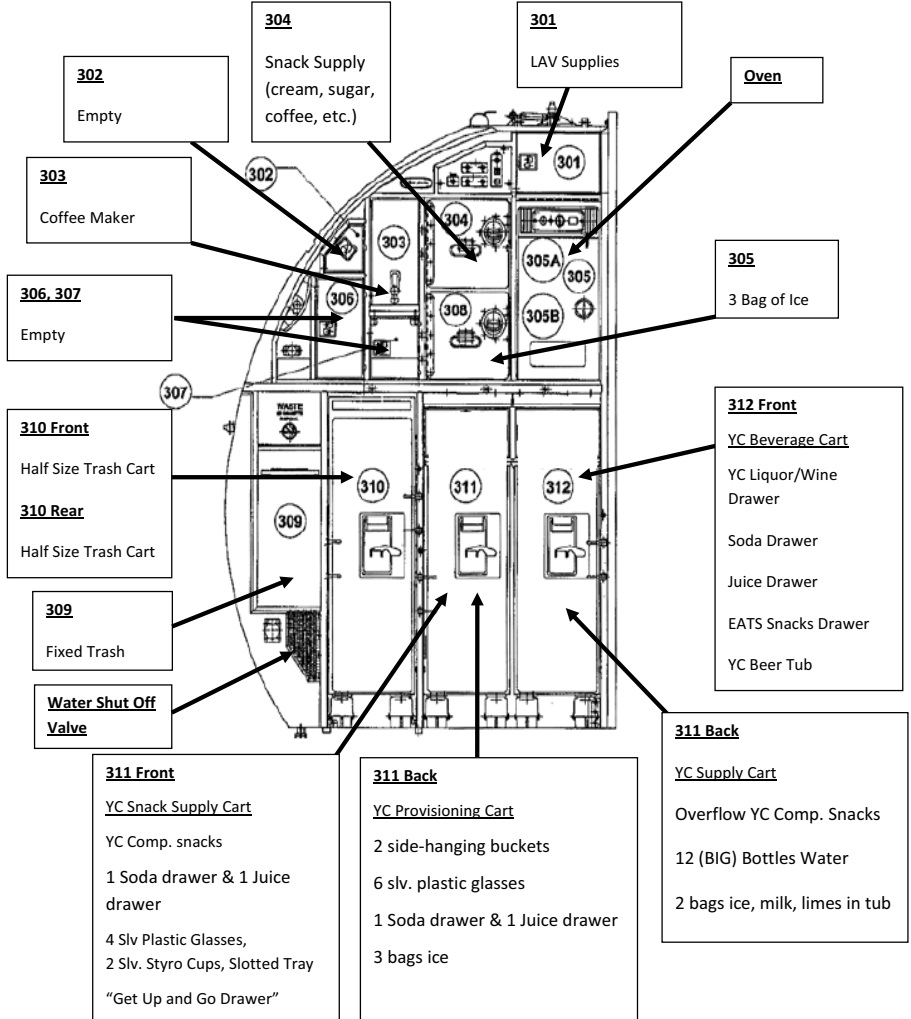 304
Snack Supply
(cream, sugar,
coffee, etc.)
301
LAV Supplies
302
Empty
Oven
303
Coffee Maker
306, 307
Empty
305
3 Bag of Ice
302
301
304
303
305A
305
306
308
305B
307
WASTE
310 Front
Half Size Trash Cart
310 Rear
Half Size Trash Cart
312 Front
YC Beverage Cart
YC Liquor/Wine
Drawer
Soda Drawer
Juice Drawer
EATS Snacks Drawer
YC Beer Tub
310
311
312
309
309
Fixed Trash
Water Shut Off
Valve
311 Front
YC Snack Supply Cart
YC Comp. snacks
1 Soda drawer & 1 Juice
drawer
4 Slv Plastic Glasses,
2 Slv. Styro Cups, Slotted Tray
“Get Up and Go Drawer”
311 Back
YC Provisioning Cart
2 side-hanging buckets
6 slv. plastic glasses
1 Soda drawer & 1 Juice drawer
3 bags ice
311 Back
YC Supply Cart
Overflow YC Comp. Snacks
12 (BIG) Bottles Water
2 bags ice, milk, limes in tub